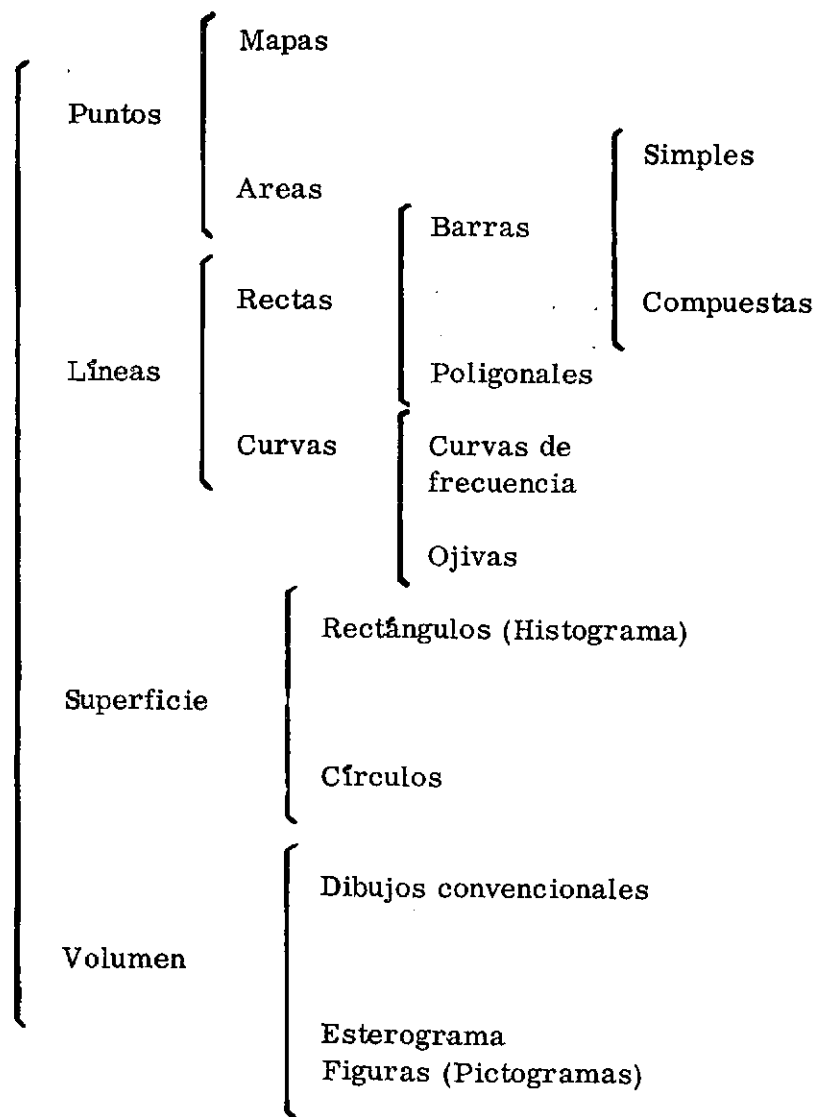 Puntos
Mapas
Areas
Líneas
Rectas
Barras
Simples
Compuestas
Poligonales
Curvas
Curvas de
frecuencia
Ojivas
Superficie
Rectángulos (Histograma)
Círculos
Volumen
Dibujos convencionales
Esterograma
Figuras (Pictogramas)